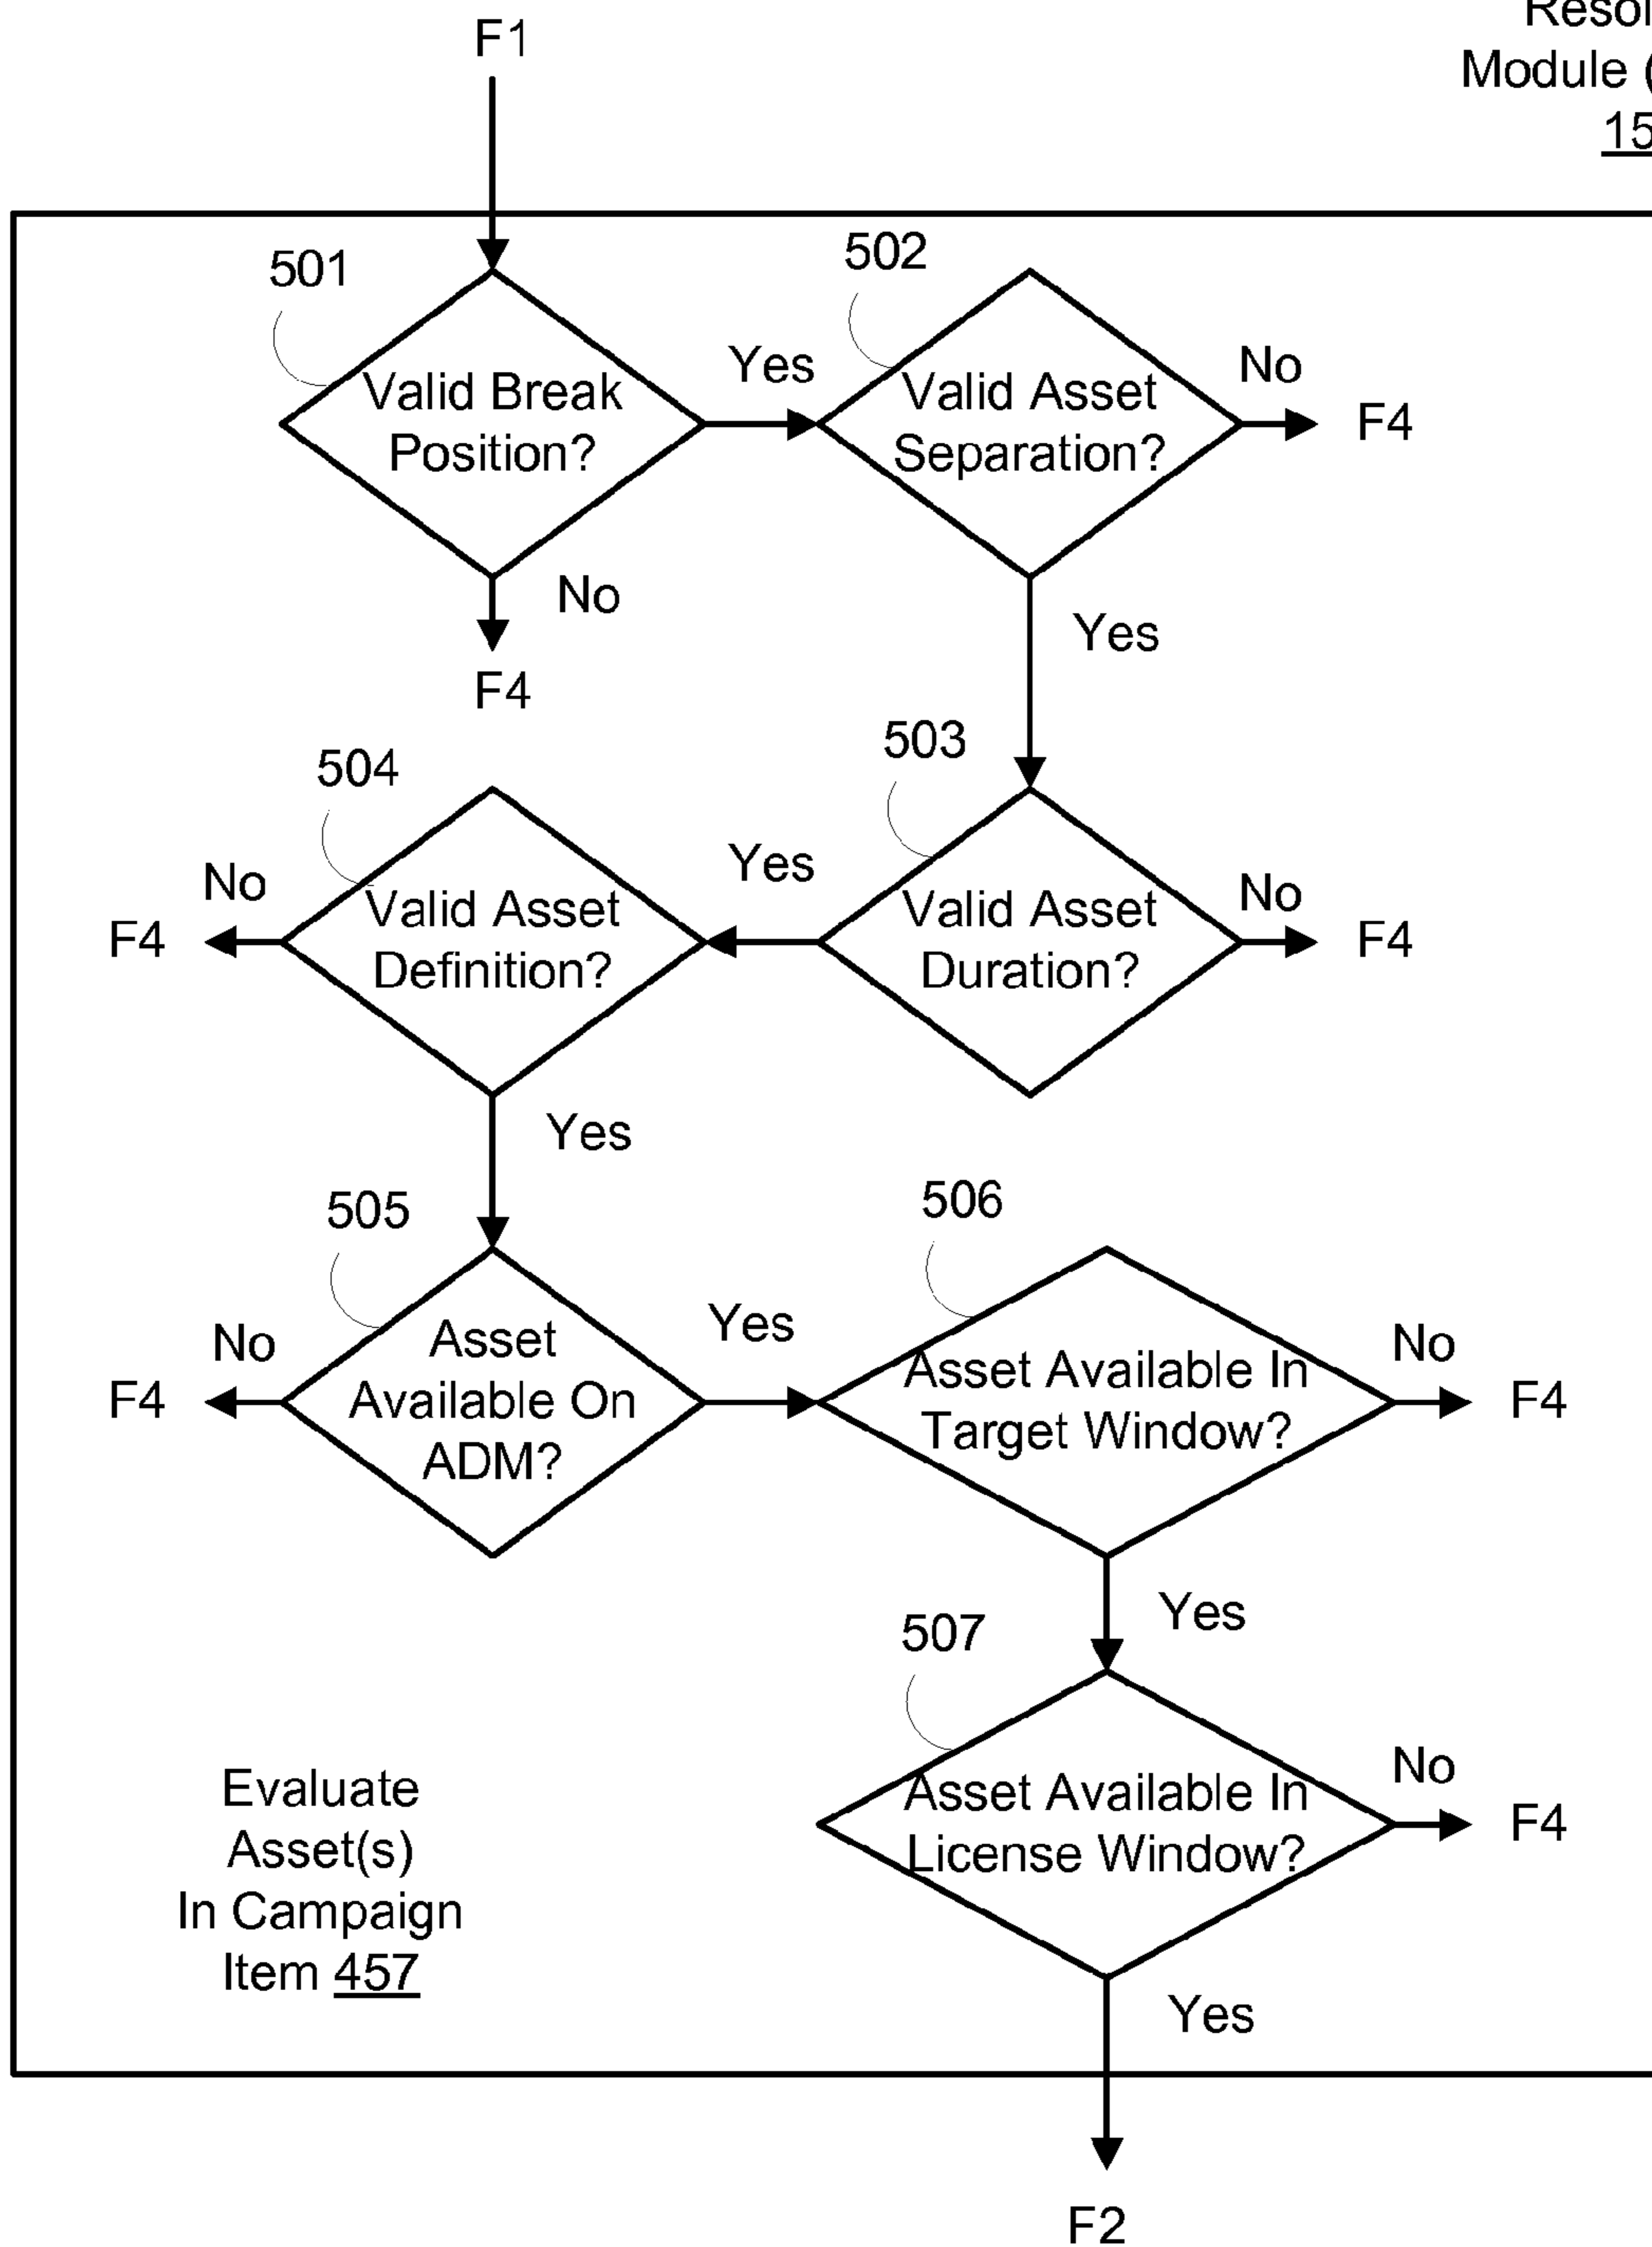 F1
Module (
15
501
502
Valid Break
Position?
Yes
Valid Asset
Separation?
No
F4
No
F4
Yes
503
504
No
F4
Valid Asset
Definition?
Yes
Valid Asset
Duration?
No
F4
Yes
505
506
No
F4
Asset
Available On
ADM?
Yes
Asset Available In
Target Window?
No
F4
Yes
507
Asset Available In
License Window?
No
F4
Evaluate
Asset(s)
In Campaign
Item 457
Yes
F2